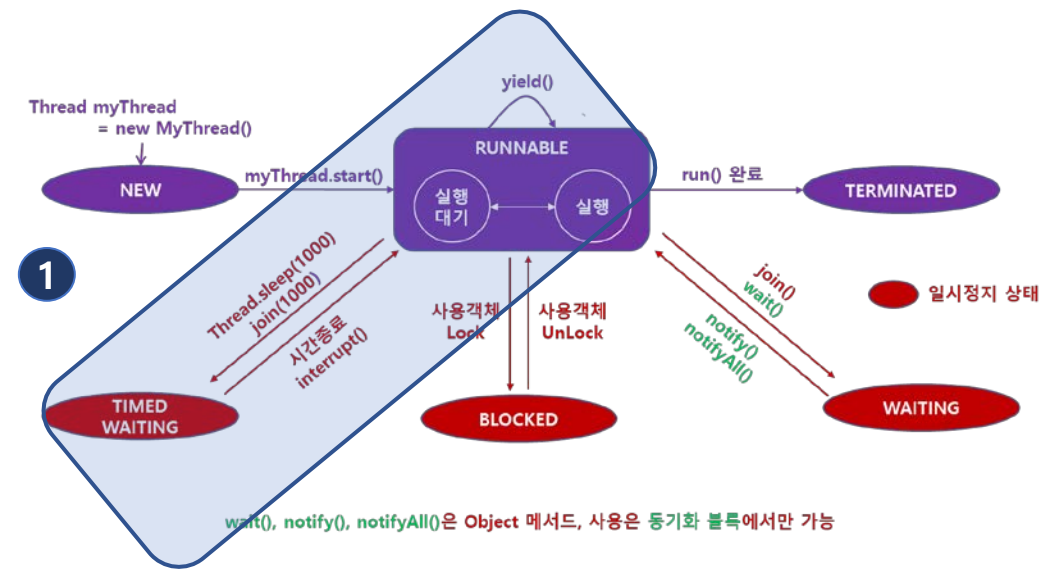 yield()
Thread myThread
= new MyThread()
RUNNABLE
NEW
myThread.start()
실행
대기
실행
run() 완료
TERMINATED
1
Thread.sleep(1000)
join(1000)
시간종료
interrupt()
사용객체
Lock
사용객체
UnLock
join()
wait()
notify()
notifyAll()
일시정지 상태
TIMED
WAITING
BLOCKED
WAITING
wait(), notify(), notifyAll()은 Object 메서드, 사용은 동기화 블록에서만 가능